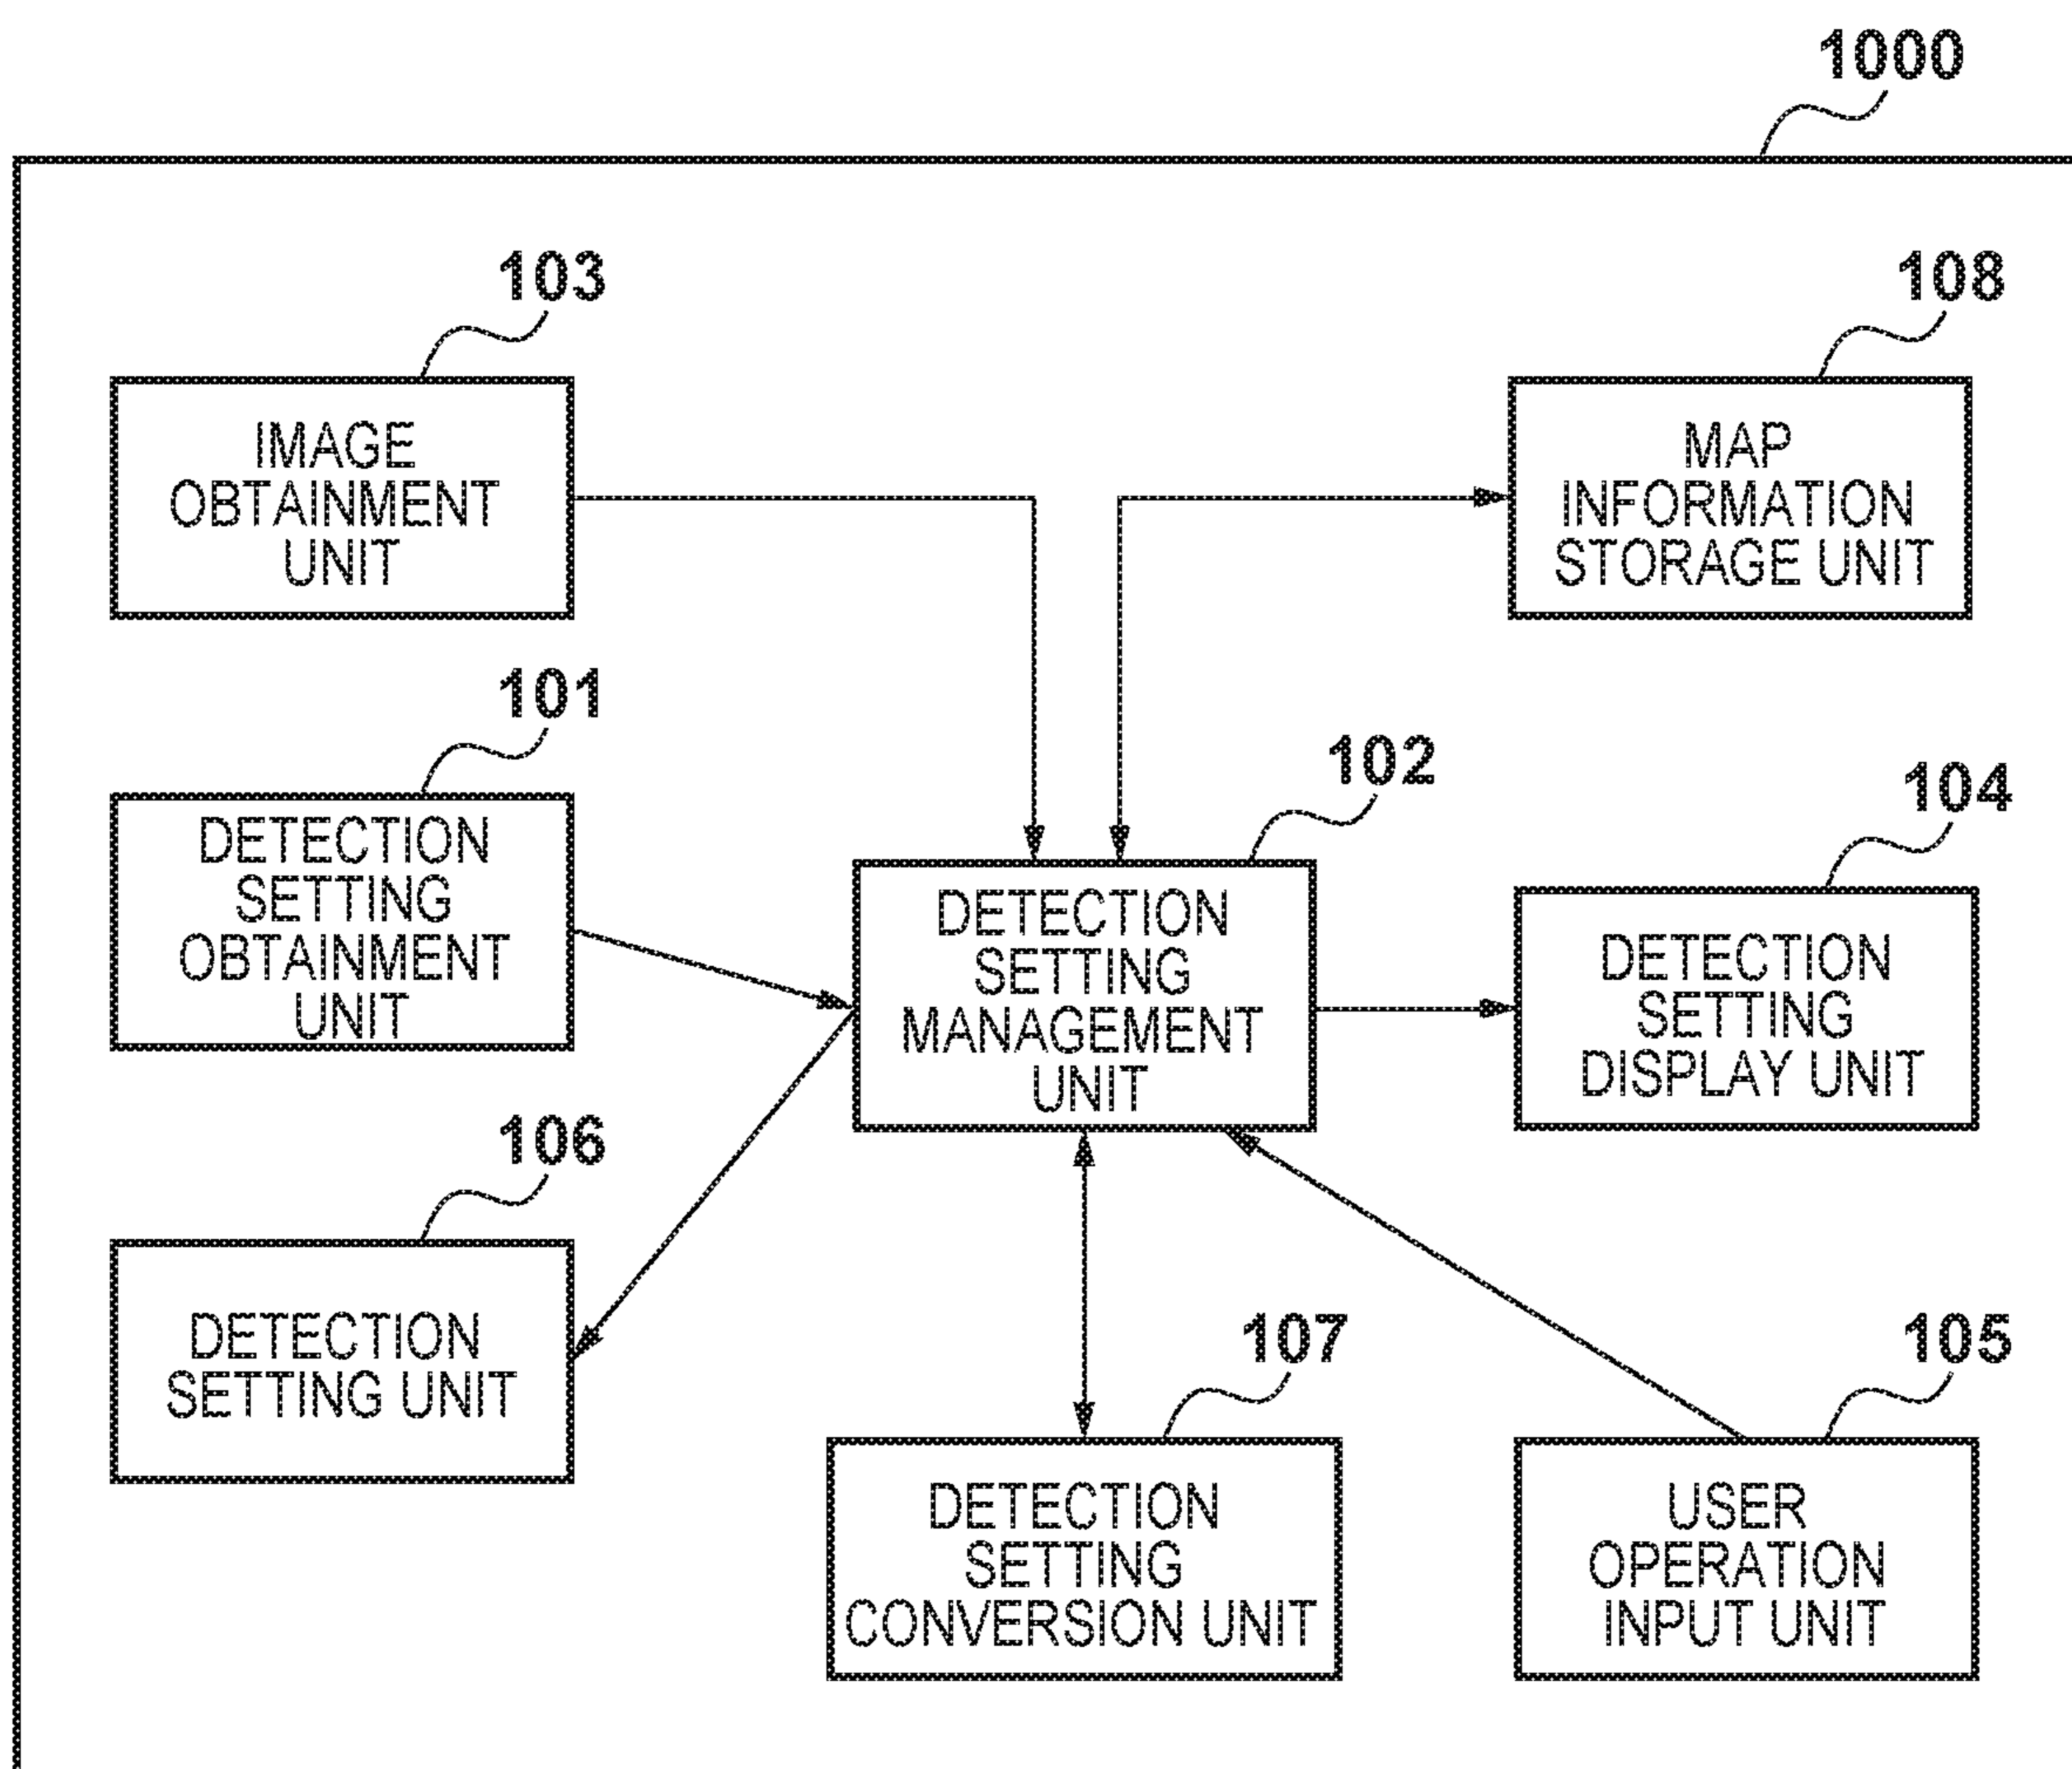 1000
103
IMAGE
OBTAINMENT
UNIT
108
MAP
INFORMATION
STORAGE UNIT
101
DETECTION
SETTING
OBTAINMENT
UNIT
102
DETECTION
SETTING
MANAGEMENT
UNIT
104
DETECTION
SETTING
DISPLAY UNIT
106
DETECTION
SETTING UNIT
107
DETECTION
SETTING
CONVERSION UNIT
105
USER
OPERATION
INPUT UNIT